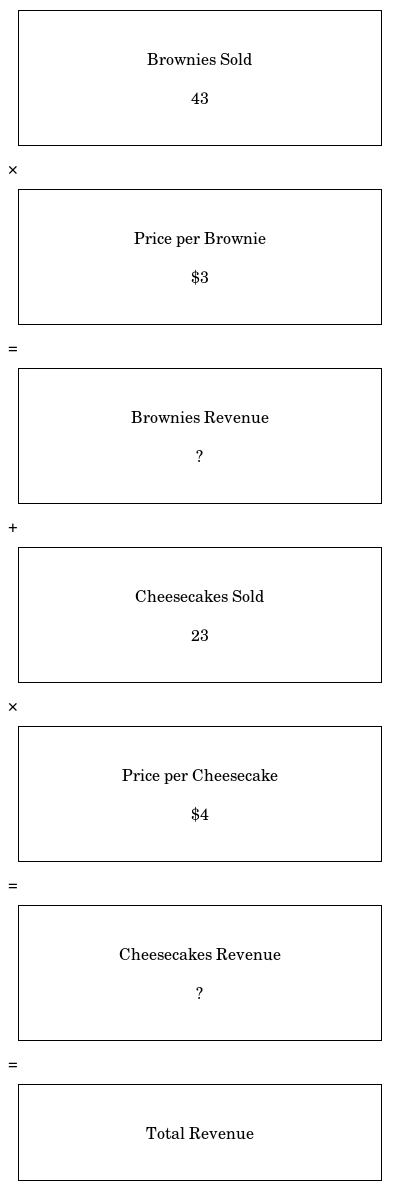 Brownies Sold
43
×
Price per Brownie
$3
=
Brownies Revenue
?
+
Cheesecakes Sold
23
×
Price per Cheesecake
$4
=
Cheesecakes Revenue
?
=
Total Revenue